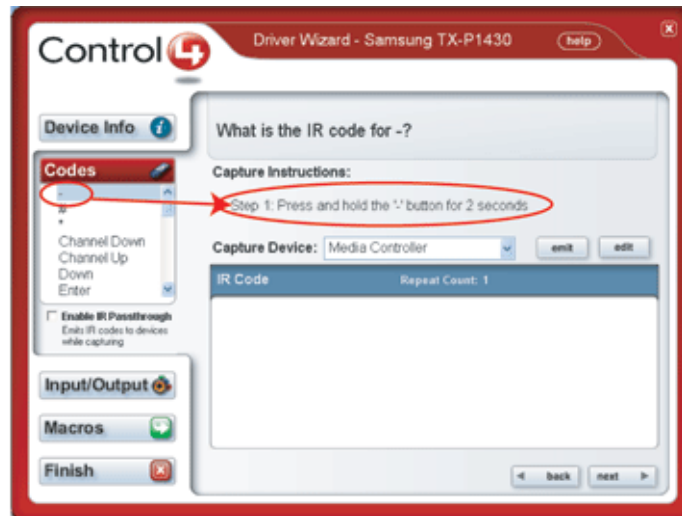 Control4
Driver Wizard - Samsung TX-P1430
help
Device Info
What is the IR code for -?
Codes
-
#
*
Channel Down
Channel Up
Down
Enter
Capture Instructions:
Step 1: Press and hold the '-' button for 2 seconds
Capture Device: Media Controller
emit
edit
IR Code Repeat Count: 1
Enable IR Passthrough
Emits IR codes to devices
while capturing
Input/Output
Macros
Finish
back
next